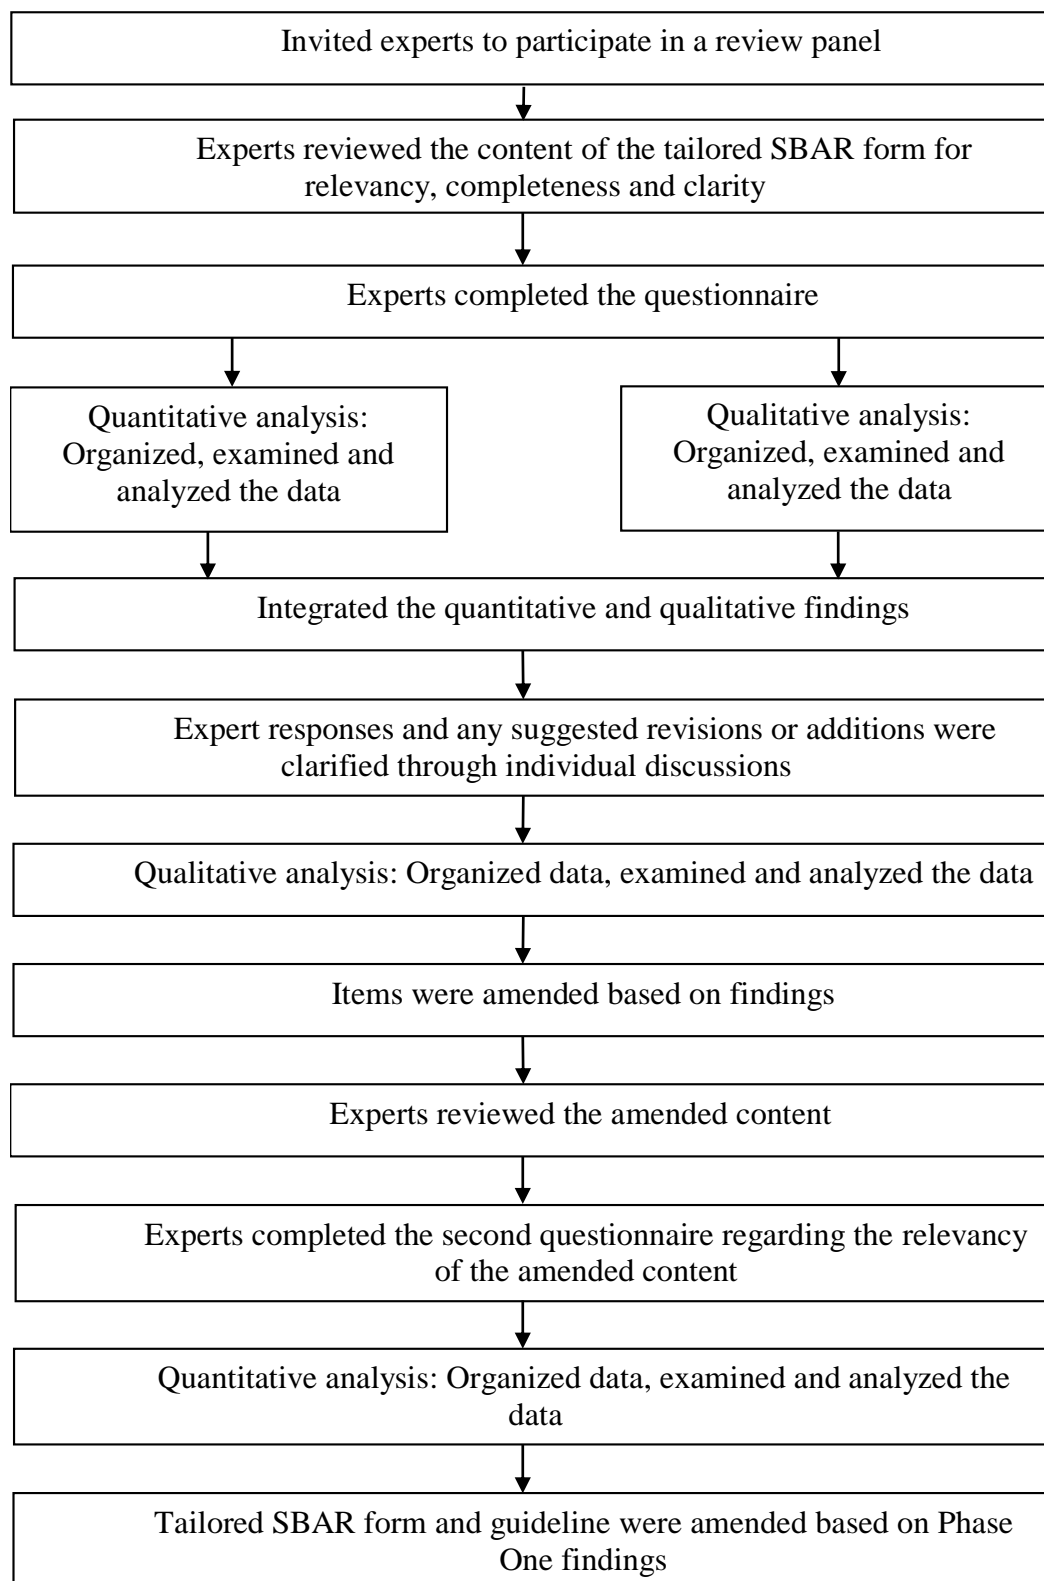 Invited experts to participate in a review panel
Experts reviewed the content of the tailored SBAR form for
relevancy, completeness and clarity
Experts completed the questionnaire
Quantitative analysis:
Organized, examined and
analyzed the data
Qualitative analysis:
Organized, examined and
analyzed the data
Integrated the quantitative and qualitative findings
Expert responses and any suggested revisions or additions were
clarified through individual discussions
Qualitative analysis: Organized data, examined and analyzed the data
Items were amended based on findings
Experts reviewed the amended content
Experts completed the second questionnaire regarding the relevancy
of the amended content
Quantitative analysis: Organized data, examined and analyzed the
data
Tailored SBAR form and guideline were amended based on Phase
One findings